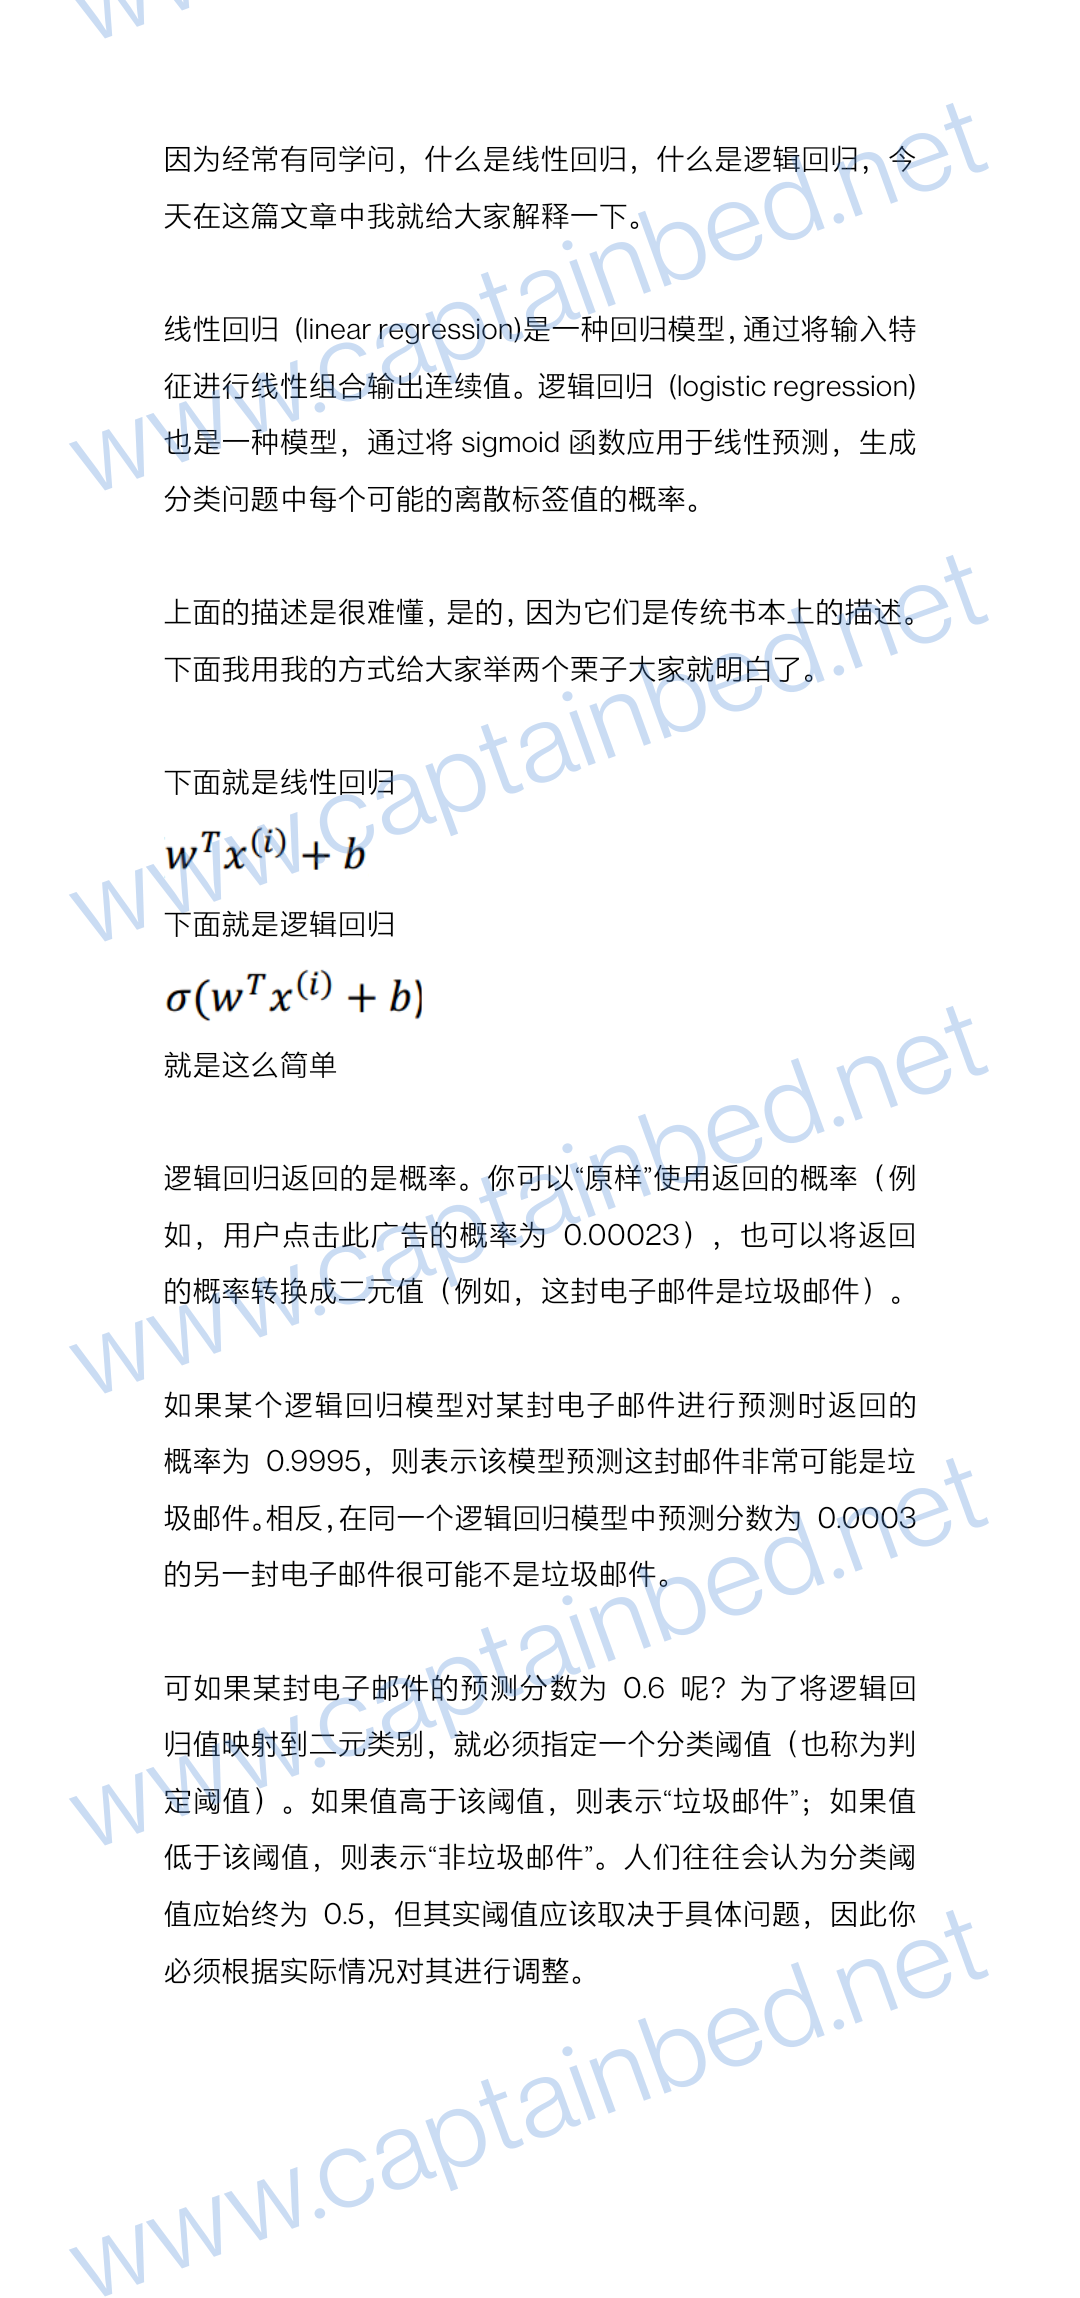 因为经常有同学问，什么是线性回归，什么是逻辑回归，今
天在这篇文章中我就给大家解释一下。
线性回归 (linear regression)是一种回归模型，通过将输入特
征进行线性组合输出连续值。逻辑回归 (logistic regression)
也是一种模型，通过将 sigmoid 函数应用于线性预测，生成
分类问题中每个可能的离散标签值的概率。
上面的描述是很难懂，是的，因为它们是传统书本上的描述。
下面我用我的方式给大家举两个栗子大家就明白了。
下面就是线性回归
w^T x^(i) + b
下面就是逻辑回归
σ(w^T x^(i) + b)
就是这么简单
逻辑回归返回的是概率。你可以“原样”使用返回的概率（例
如，用户点击此广告的概率为 0.00023），也可以将返回
的概率转换成二元值（例如，这封电子邮件是垃圾邮件）。
如果某个逻辑回归模型对某封电子邮件进行预测时返回的
概率为 0.9995，则表示该模型预测这封邮件非常可能是垃
圾邮件。相反，在同一个逻辑回归模型中预测分数为 0.0003
的另一封电子邮件很可能不是垃圾邮件。
可如果某封电子邮件的预测分数为 0.6 呢？为了将逻辑回
归值映射到二元类别，就必须指定一个分类阈值（也称为判
定阈值）。如果值高于该阈值，则表示“垃圾邮件”；如果值
低于该阈值，则表示“非垃圾邮件”。人们往往会认为分类阈
值应始终为 0.5，但其实阈值应该取决于具体问题，因此你
必须根据实际情况对其进行调整。
www.captainbed.net
www.captainbed.net
www.captainbed.net
www.captainbed.net
www.captainbed.net